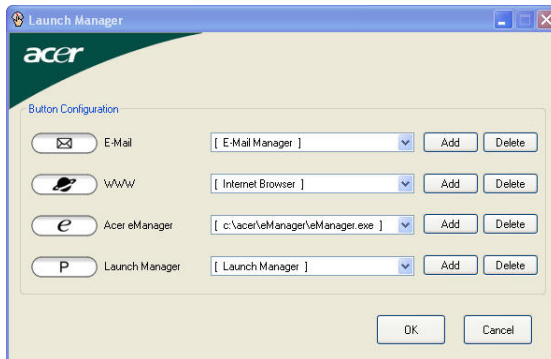 Launch Manager
acer
Button Configuration
E-Mail [ E-Mail Manager ] Add Delete
WWW [ Internet Browser ] Add Delete
e Acer eManager [ c:\acer\eManager\eManager.exe ] Add Delete
P Launch Manager [ Launch Manager ] Add Delete
OK Cancel